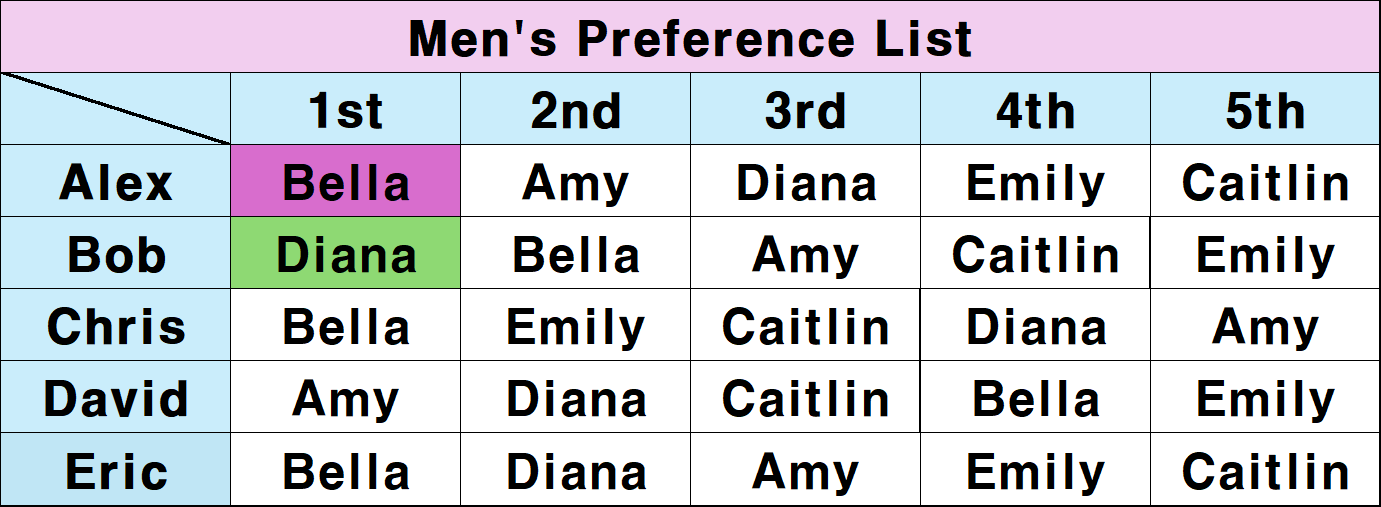 Men's Preference List
1st 2nd 3rd 4th 5th
Alex Bella Amy Diana Emily Caitlin
Bob Diana Bella Amy Caitlin Emily
Chris Bella Emily Caitlin Diana Amy
David Amy Diana Caitlin Bella Emily
Eric Bella Diana Amy Emily Caitlin